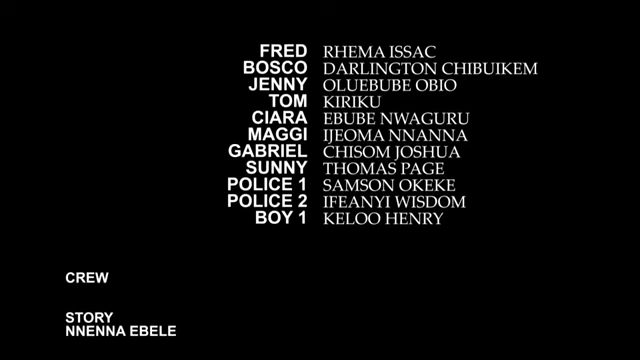 FRED RHEMA ISSAC
BOSCO DARLINGTON CHIBUIKEM
JENNY OLUEBUBE OBIO
TOM KIRIKU
CIARA EBUBE NWAGURU
MAGGI IJEOMA NNANNA
GABRIEL CHISOM JOSHUA
SUNNY THOMAS PAGE
POLICE 1 SAMSON OKEKE
POLICE 2 IFEANYI WISDOM
BOY 1 KELOO HENRY
CREW
STORY
NNENNA EBELE